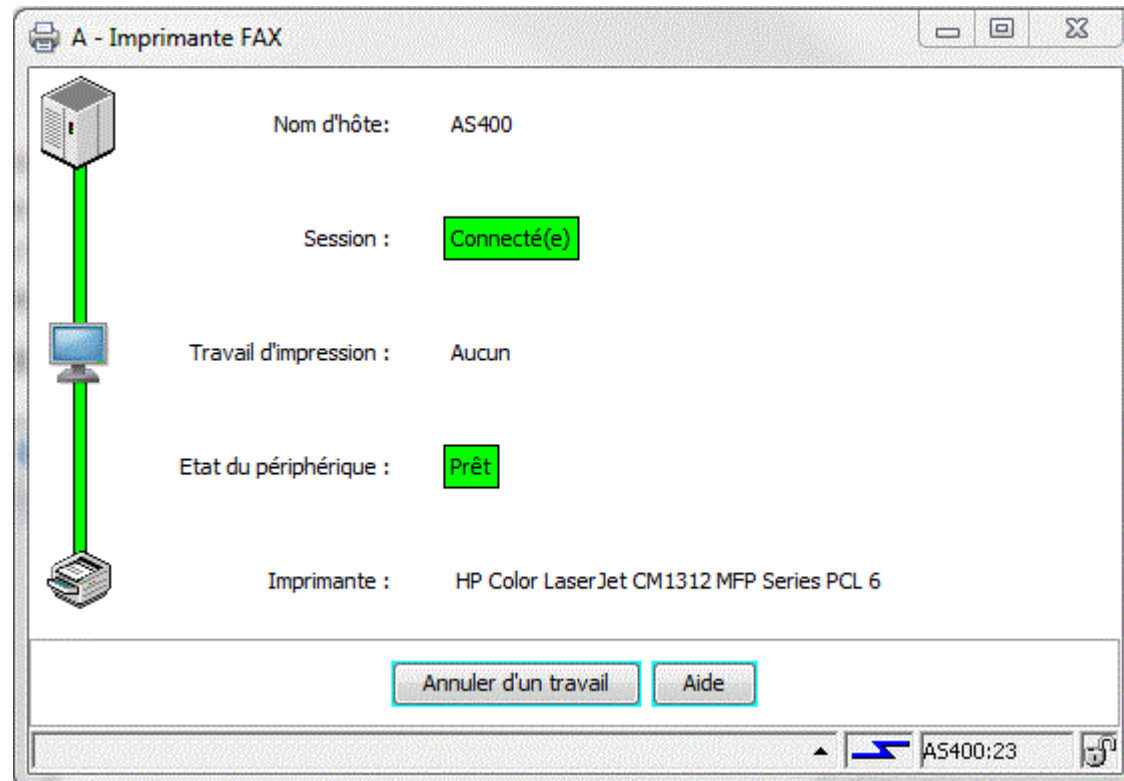 A - Imprimante FAX
Nom d'hôte: AS400
Session : Connecté(e)
Travail d'impression : Aucun
Etat du périphérique : Prêt
Imprimante : HP Color LaserJet CM1312 MFP Series PCL 6
Annuler d'un travail Aide
AS400:23